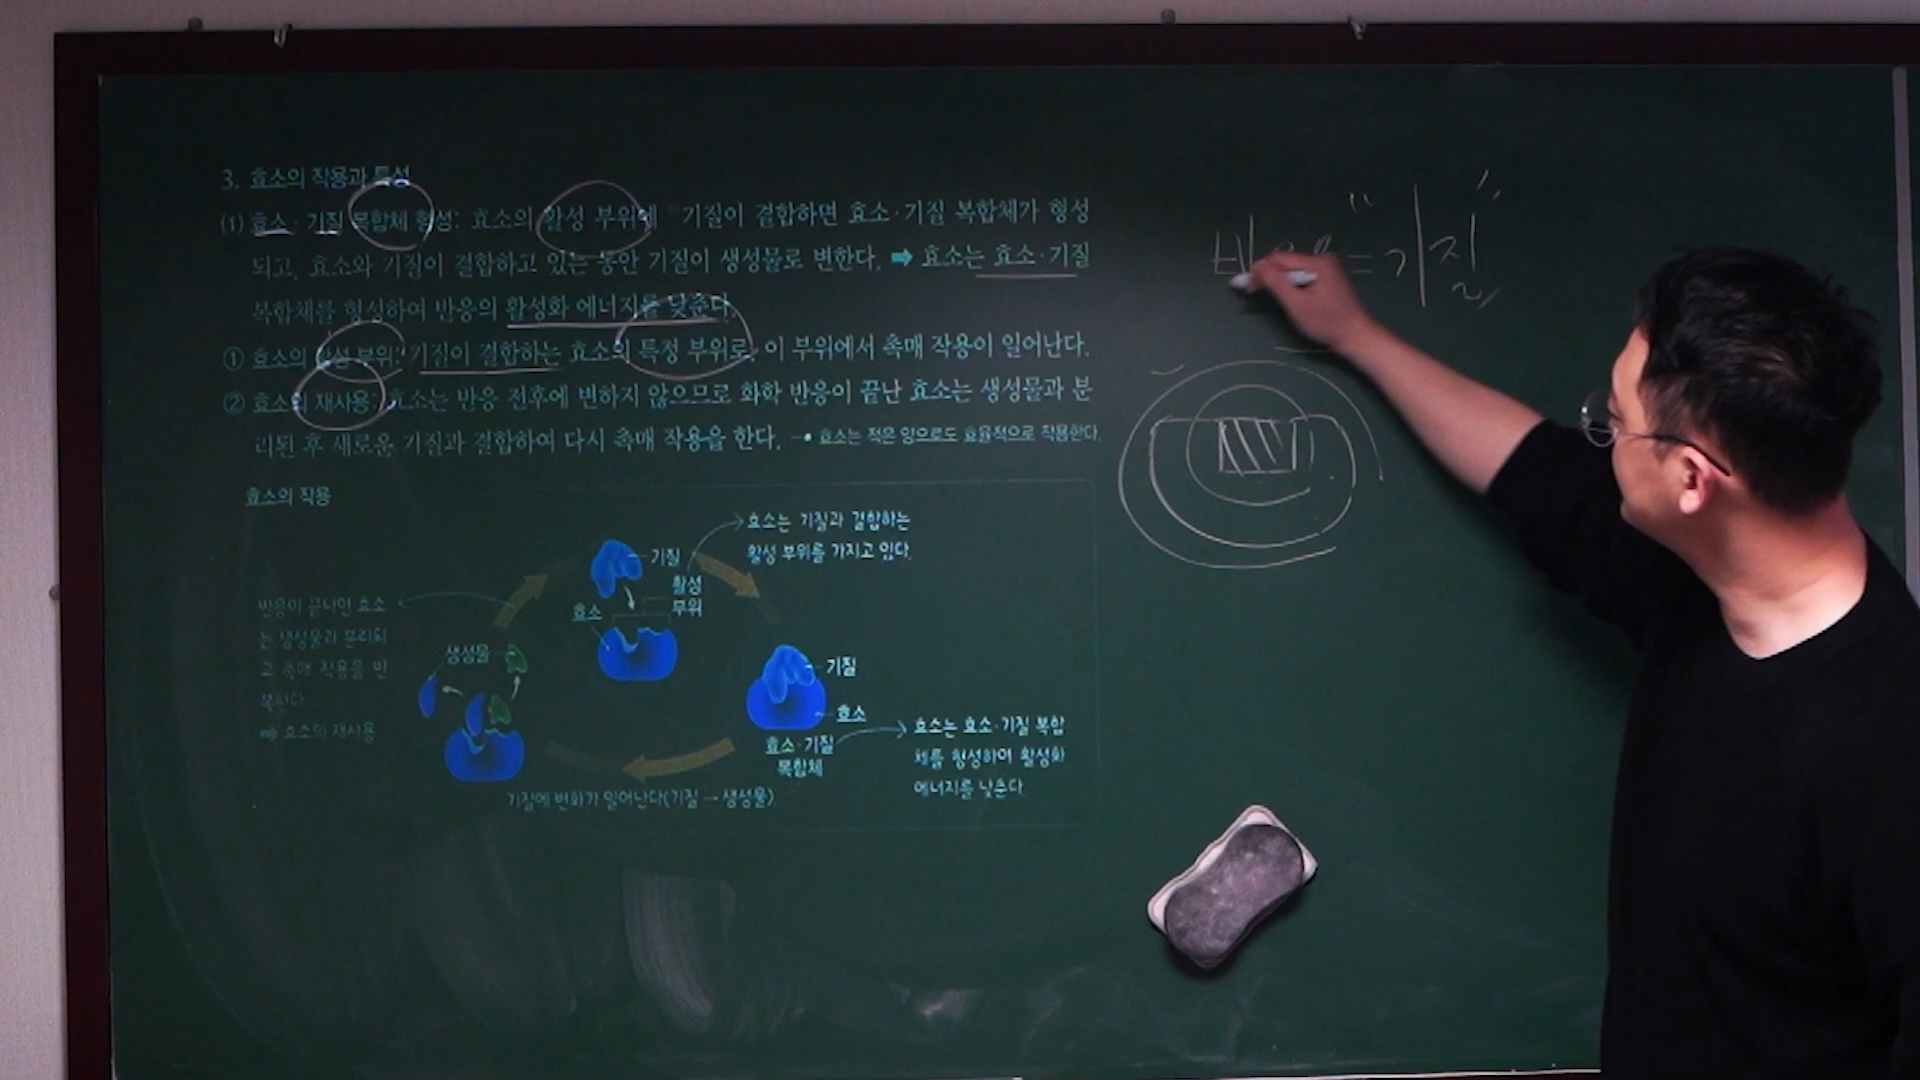 3. 효소의 작용과 특성
(1) 효소·기질 복합체 형성: 효소의 활성 부위에 기질이 결합하면 효소·기질 복합체가 형성
되고, 효소와 기질이 결합하고 있는 동안 기질이 생성물로 변한다. ➡ 효소는 효소·기질
복합체를 형성하여 반응의 활성화 에너지를 낮춘다.
① 효소의 활성 부위: 기질이 결합하는 효소의 특정 부위로, 이 부위에서 촉매 작용이 일어난다.
② 효소의 재사용: 효소는 반응 전후에 변하지 않으므로 화학 반응이 끝난 효소는 생성물과 분
리된 후 새로운 기질과 결합하여 다시 촉매 작용을 한다. 효소는 적은 양으로도 효율적으로 작용한다.
효소의 작용
효소는 기질과 결합하는
활성 부위를 가지고 있다.
기질
활성
부위
효소
반응이 끝나면 효소
는 생성물과 분리되
고 촉매 작용을 반
복한다
➡ 효소의 재사용
생성물
기질
효소
효소·기질
복합체
효소는 효소·기질 복합
체를 형성하여 활성화
에너지를 낮춘다
기질에 변화가 일어난다(기질 → 생성물)
= "기질"